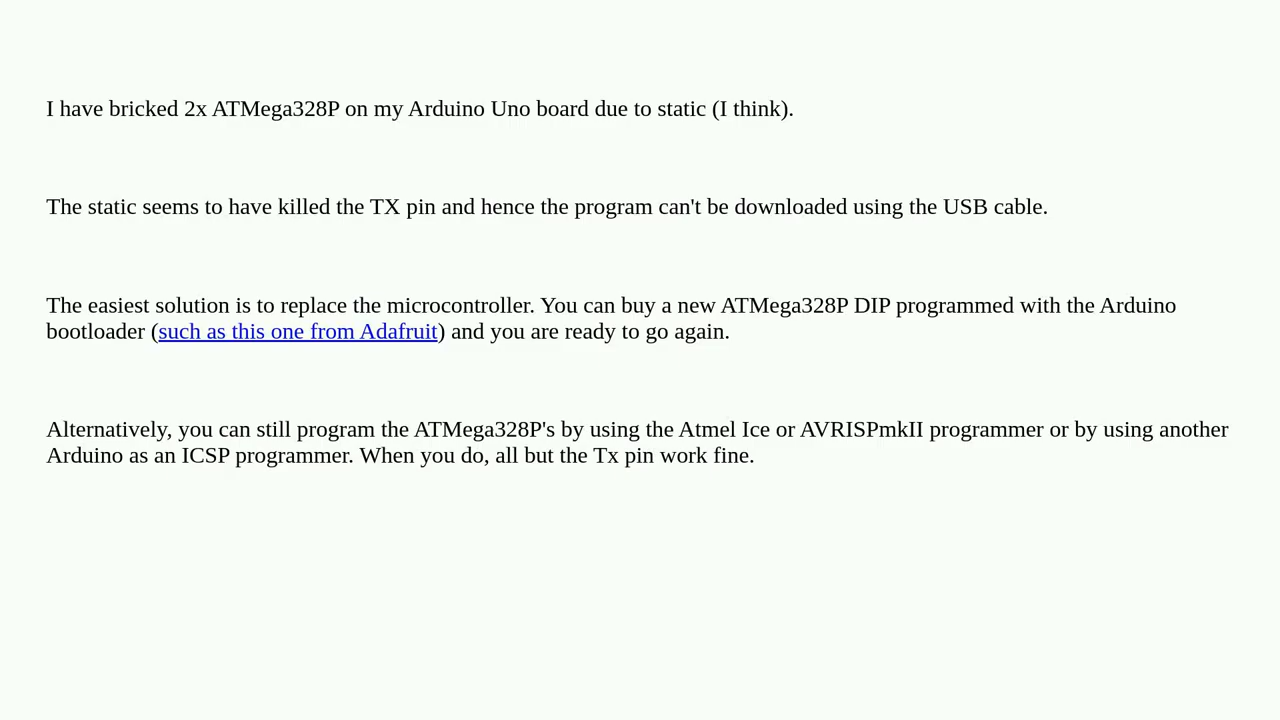 I have bricked 2x ATMega328P on my Arduino Uno board due to static (I think).
The static seems to have killed the TX pin and hence the program can't be downloaded using the USB cable.
The easiest solution is to replace the microcontroller. You can buy a new ATMega328P DIP programmed with the Arduino
bootloader (such as this one from Adafruit) and you are ready to go again.
Alternatively, you can still program the ATMega328P's by using the Atmel Ice or AVRISPmkII programmer or by using another
Arduino as an ICSP programmer. When you do, all but the Tx pin work fine.